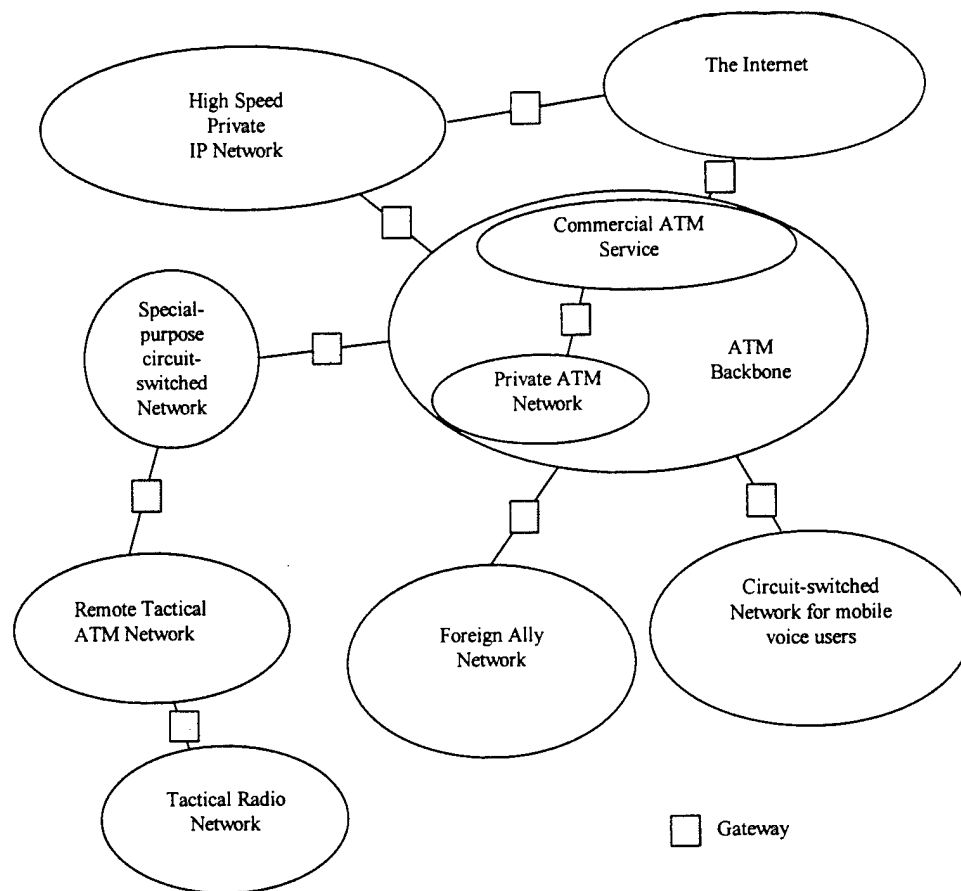 The Internet
High Speed
Private
IP Network
Commercial ATM
Service
Special-
purpose
circuit-
switched
Network
ATM
Backbone
Private ATM
Network
Remote Tactical
ATM Network
Foreign Ally
Network
Circuit-switched
Network for mobile
voice users
Tactical Radio
Network
Gateway